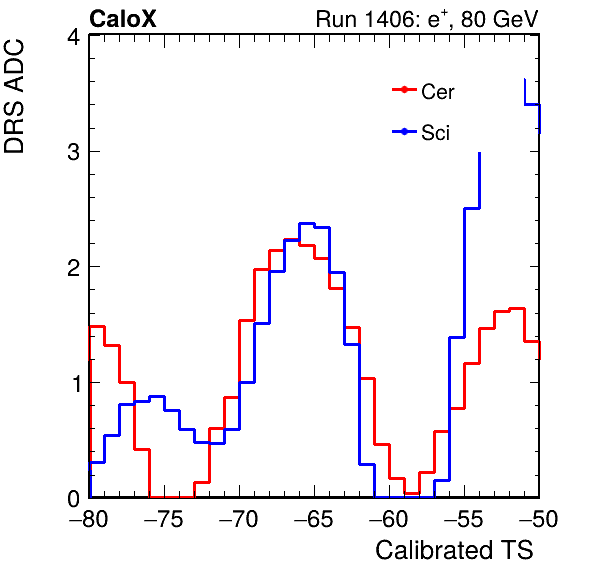 CaloX Run 1406: e⁺, 80 GeV
DRS ADC
4
3
2
1
0
Cer
Sci
−80 −75 −70 −65 −60 −55 −50
Calibrated TS